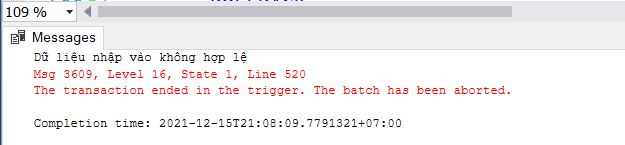 109 %
Messages
Dữ liệu nhập vào không hợp lệ
Msg 3609, Level 16, State 1, Line 520
The transaction ended in the trigger. The batch has been aborted.
Completion time: 2021-12-15T21:08:09.7791321+07:00